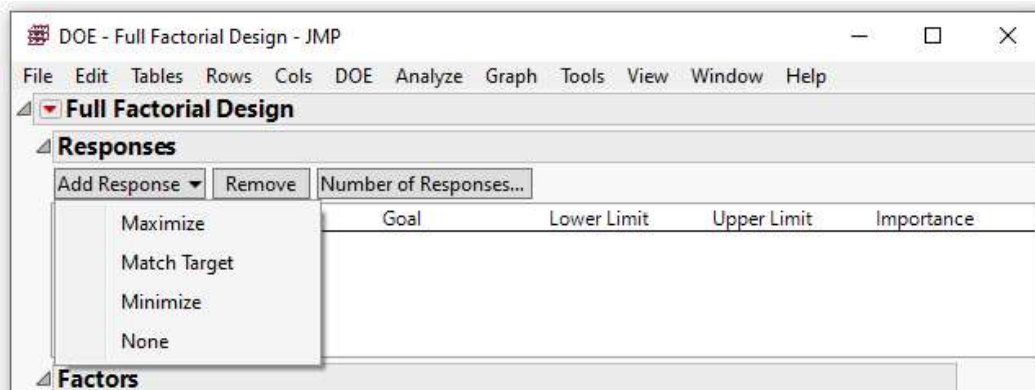 DOE - Full Factorial Design - JMP
File Edit Tables Rows Cols DOE Analyze Graph Tools View Window Help
Full Factorial Design
Responses
Add Response Remove Number of Responses...
Goal Lower Limit Upper Limit Importance
Maximize
Match Target
Minimize
None
Factors